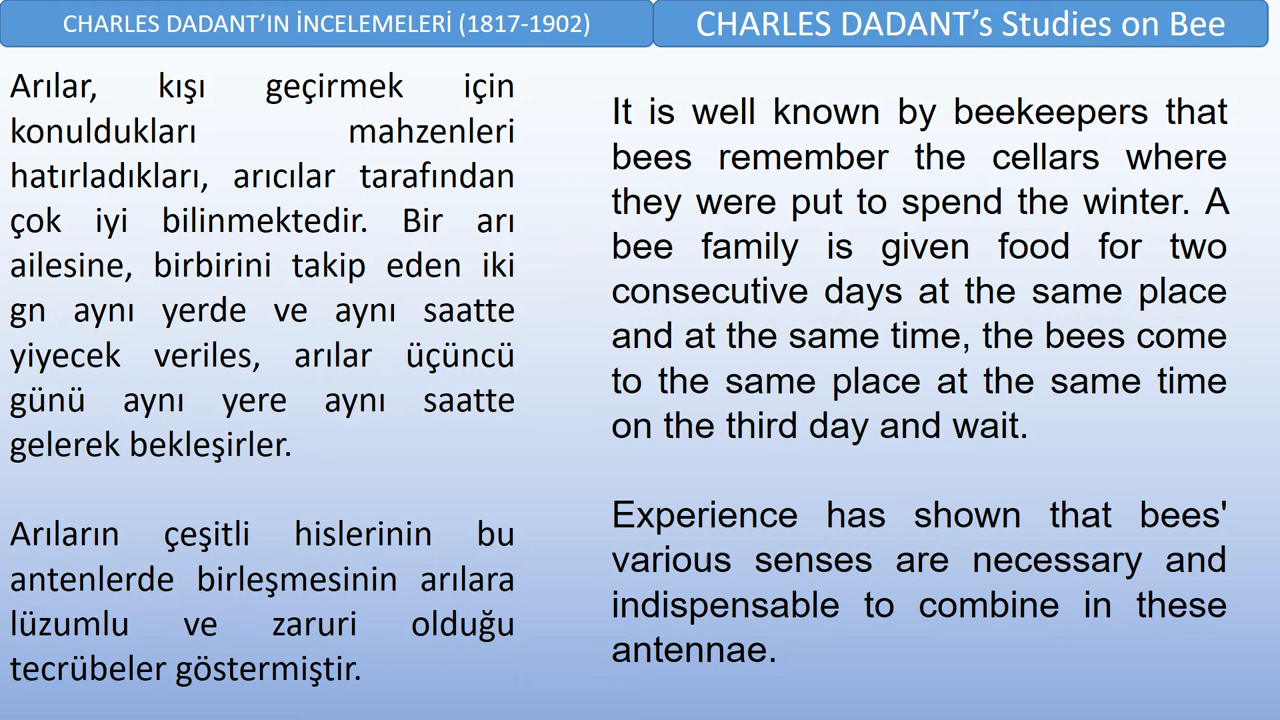 CHARLES DADANT’IN İNCELEMELERİ (1817-1902)
Arılar, kışı geçirmek için
konuldukları mahzenleri
hatırladıkları, arıcılar tarafından
çok iyi bilinmektedir. Bir arı
ailesine, birbirini takip eden iki
gn aynı yerde ve aynı saatte
yiyecek veriles, arılar üçüncü
günü aynı yere aynı saatte
gelerek bekleşirler.
Arıların çeşitli hislerinin bu
antenlerde birleşmesinin arılara
lüzumlu ve zaruri olduğu
tecrübeler göstermiştir.
CHARLES DADANT’s Studies on Bee
It is well known by beekeepers that
bees remember the cellars where
they were put to spend the winter. A
bee family is given food for two
consecutive days at the same place
and at the same time, the bees come
to the same place at the same time
on the third day and wait.
Experience has shown that bees'
various senses are necessary and
indispensable to combine in these
antennae.